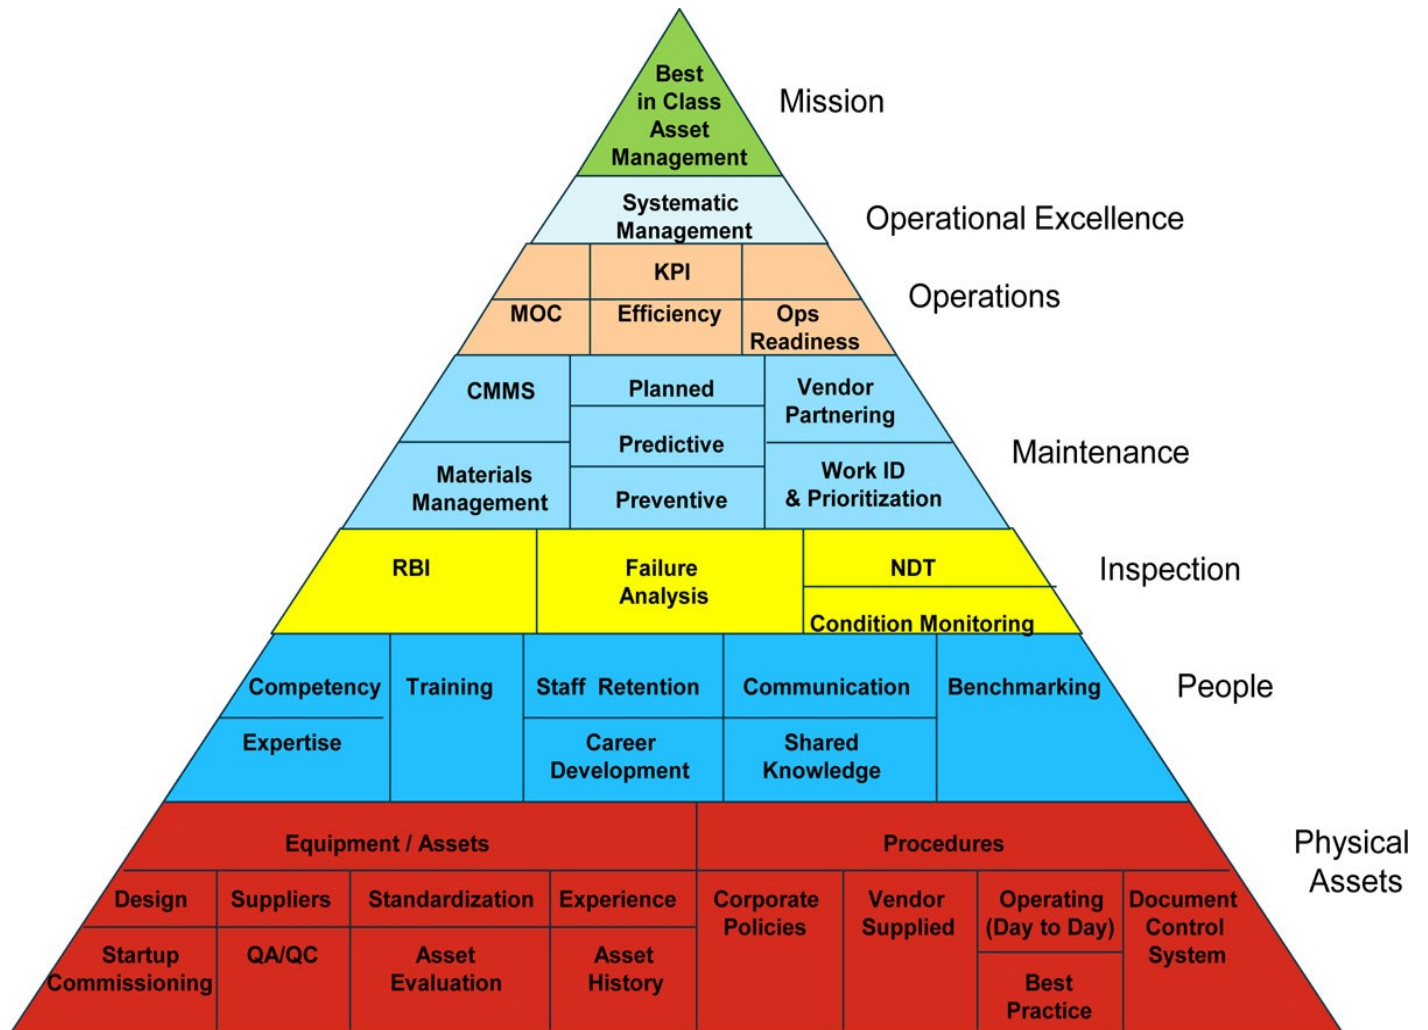 Best
in Class
Asset
Management
Mission
Systematic
Management
Operational Excellence
KPI
Operations
MOC
Efficiency
Ops
Readiness
CMMS
Planned
Vendor
Partnering
Predictive
Maintenance
Materials
Management
Preventive
Work ID
& Prioritization
RBI
Failure
Analysis
NDT
Condition Monitoring
Inspection
Competency
Training
Staff Retention
Communication
Benchmarking
People
Expertise
Career
Development
Shared
Knowledge
Equipment / Assets
Procedures
Physical
Assets
Design
Suppliers
Standardization
Experience
Corporate
Policies
Vendor
Supplied
Operating
(Day to Day)
Document
Control
System
Startup
Commissioning
QA/QC
Asset
Evaluation
Asset
History
Best
Practice